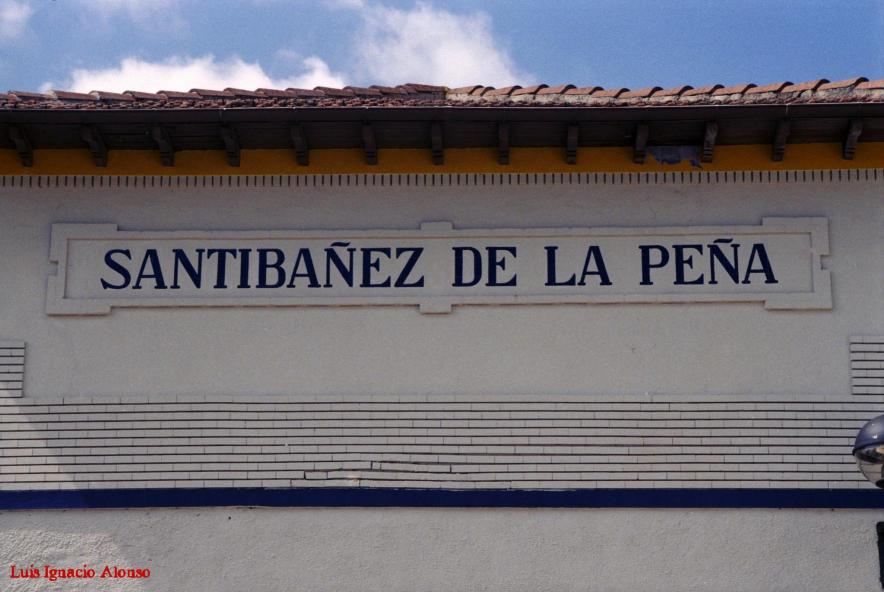 SANTIBAÑEZ DE LA PEÑA
Luis Ignacio Alonso